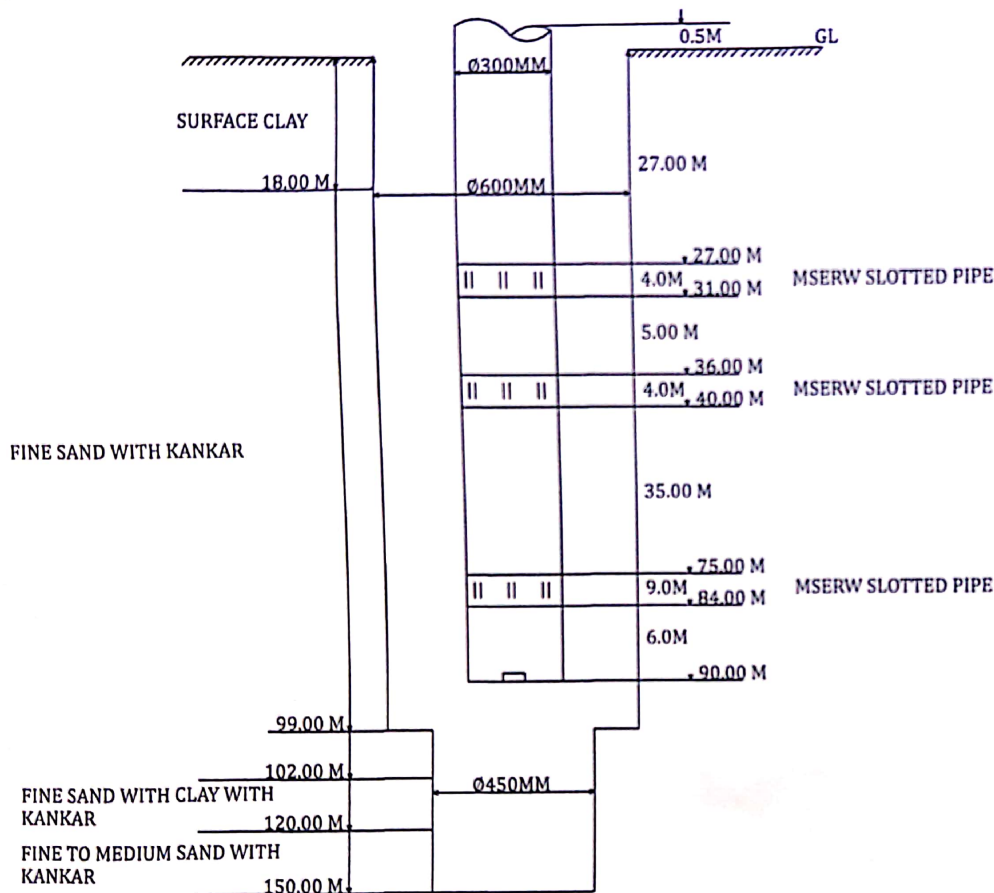 0.5M
GL
Ø300MM
SURFACE CLAY
27.00 M
18.00 M
Ø600MM
27.00 M
4.0M
MSERW SLOTTED PIPE
31.00 M
5.00 M
36.00 M
4.0M
MSERW SLOTTED PIPE
40.00 M
FINE SAND WITH KANKAR
35.00 M
75.00 M
9.0M
MSERW SLOTTED PIPE
84.00 M
6.0M
90.00 M
99.00 M
102.00 M
Ø450MM
FINE SAND WITH CLAY WITH
KANKAR
120.00 M
FINE TO MEDIUM SAND WITH
KANKAR
150.00 M